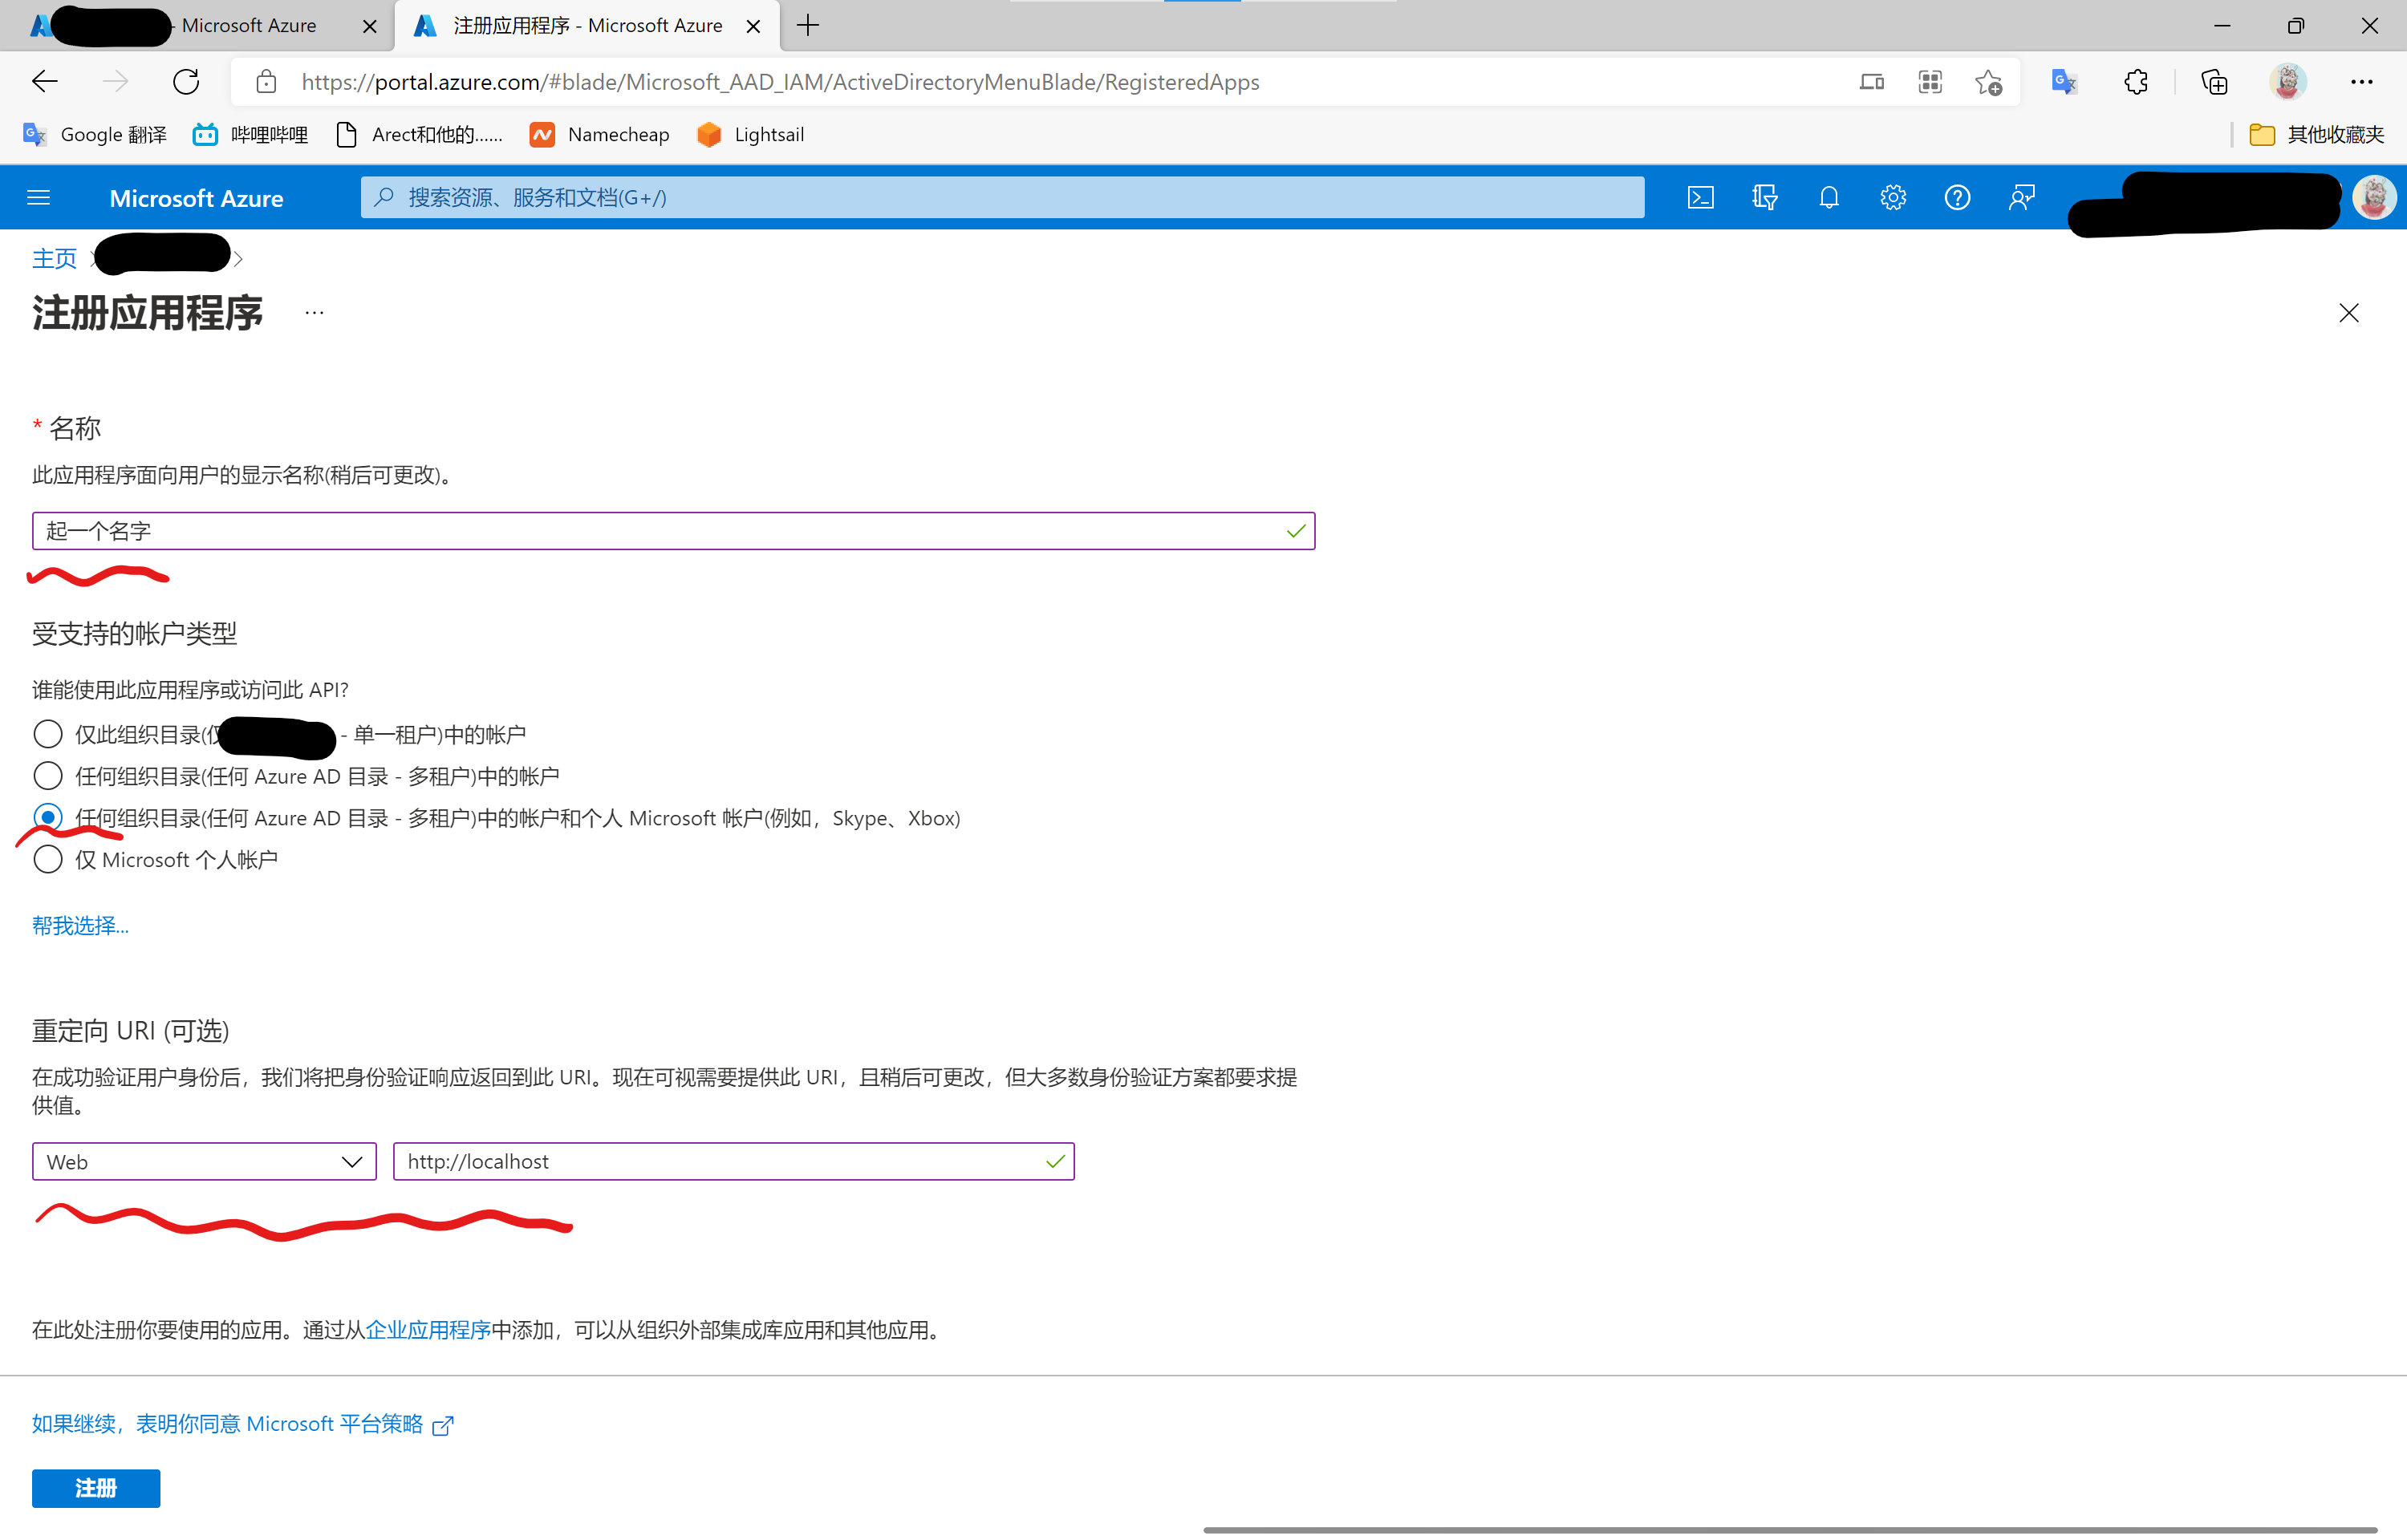 - Microsoft Azure
注册应用程序 - Microsoft Azure
https://portal.azure.com/#blade/Microsoft_AAD_IAM/ActiveDirectoryMenuBlade/RegisteredApps
Google 翻译
哔哩哔哩
Arect和他的......
Namecheap
Lightsail
其他收藏夹
Microsoft Azure
搜索资源、服务和文档(G+/)
主页
注册应用程序
...
* 名称
此应用程序面向用户的显示名称(稍后可更改)。
起一个名字
受支持的帐户类型
谁能使用此应用程序或访问此 API?
仅此组织目录(仅 - 单一租户)中的帐户
任何组织目录(任何 Azure AD 目录 - 多租户)中的帐户
任何组织目录(任何 Azure AD 目录 - 多租户)中的帐户和个人 Microsoft 帐户(例如，Skype、Xbox)
仅 Microsoft 个人帐户
帮我选择...
重定向 URI (可选)
在成功验证用户身份后，我们将把身份验证响应返回到此 URI。现在可视需要提供此 URI，且稍后可更改，但大多数身份验证方案都要求提
供值。
Web
http://localhost
在此处注册你要使用的应用。通过从企业应用程序中添加，可以从组织外部集成库应用和其他应用。
如果继续，表明你同意 Microsoft 平台策略
注册